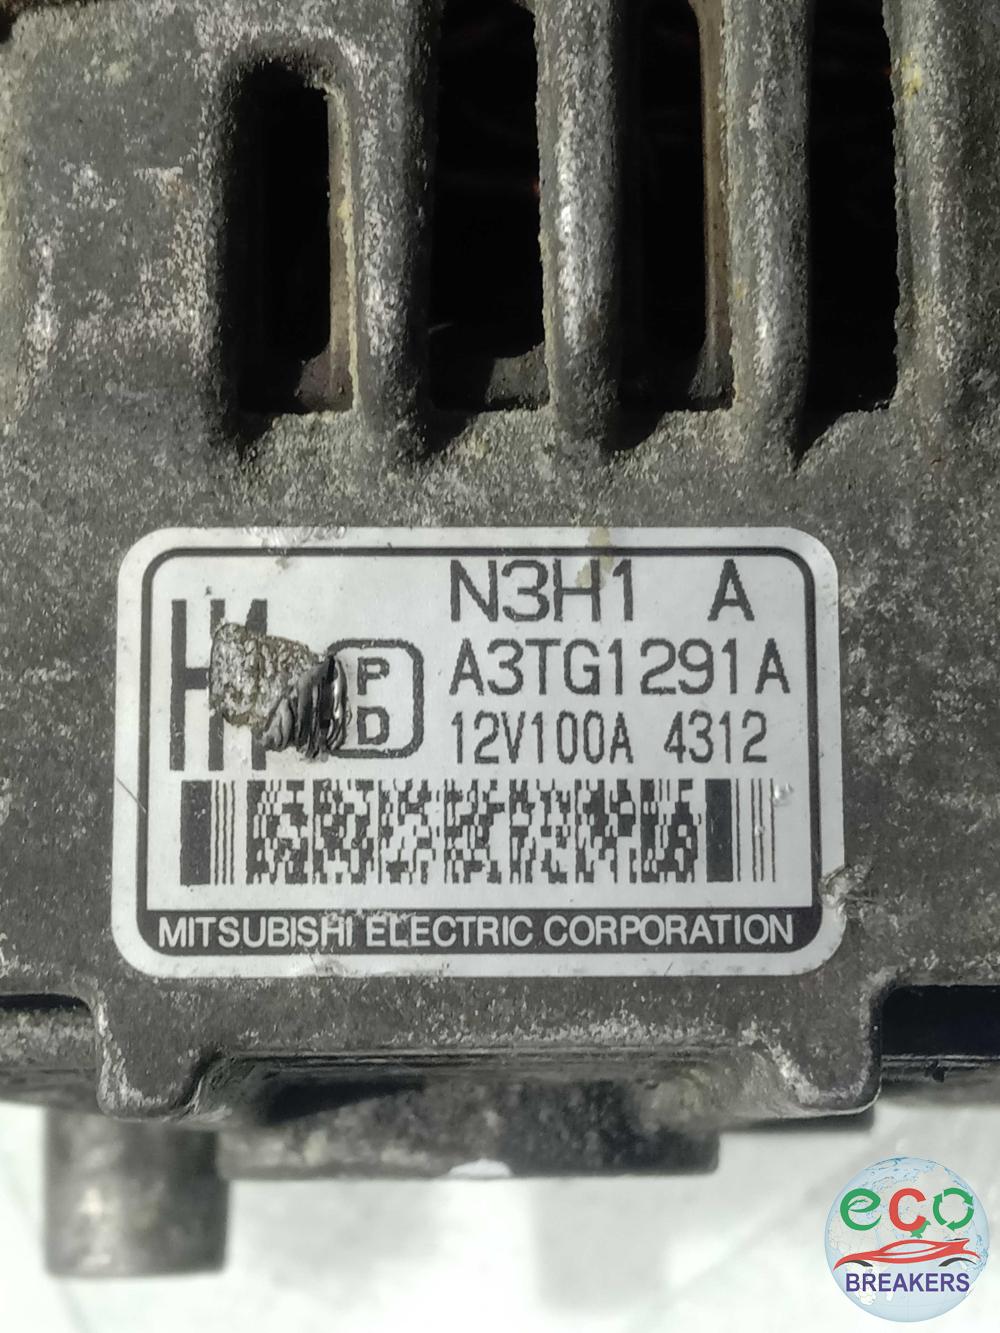 N3H1 A
A3TG1291A
P
D
12V100A 4312
MITSUBISHI ELECTRIC CORPORATION
eco
BREAKERS